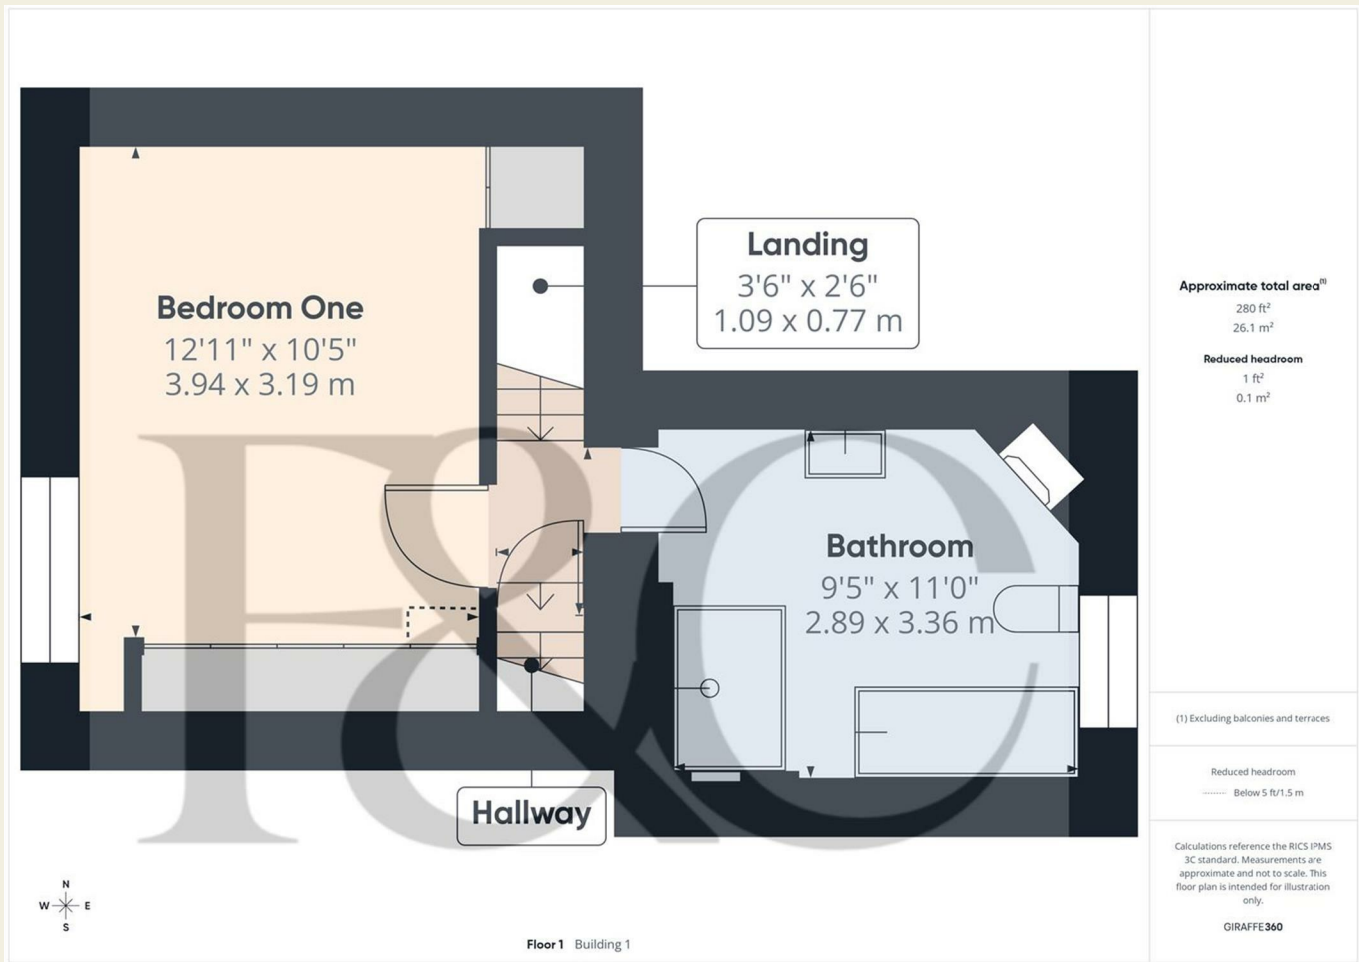 Bedroom One
12'11" x 10'5"
3.94 x 3.19 m
Landing
3'6" x 2'6"
1.09 x 0.77 m
Bathroom
9'5" x 11'0"
2.89 x 3.36 m
Hallway
F&C
N
W E
S
Floor 1 Building 1
Approximate total area(1)
280 ft²
26.1 m²
Reduced headroom
1 ft²
0.1 m²
(1) Excluding balconies and terraces
Reduced headroom
Below 5 ft/1.5 m
Calculations reference the RICS IPMS
3C standard. Measurements are
approximate and not to scale. This
floor plan is intended for illustration
only.
GIRAFFE360